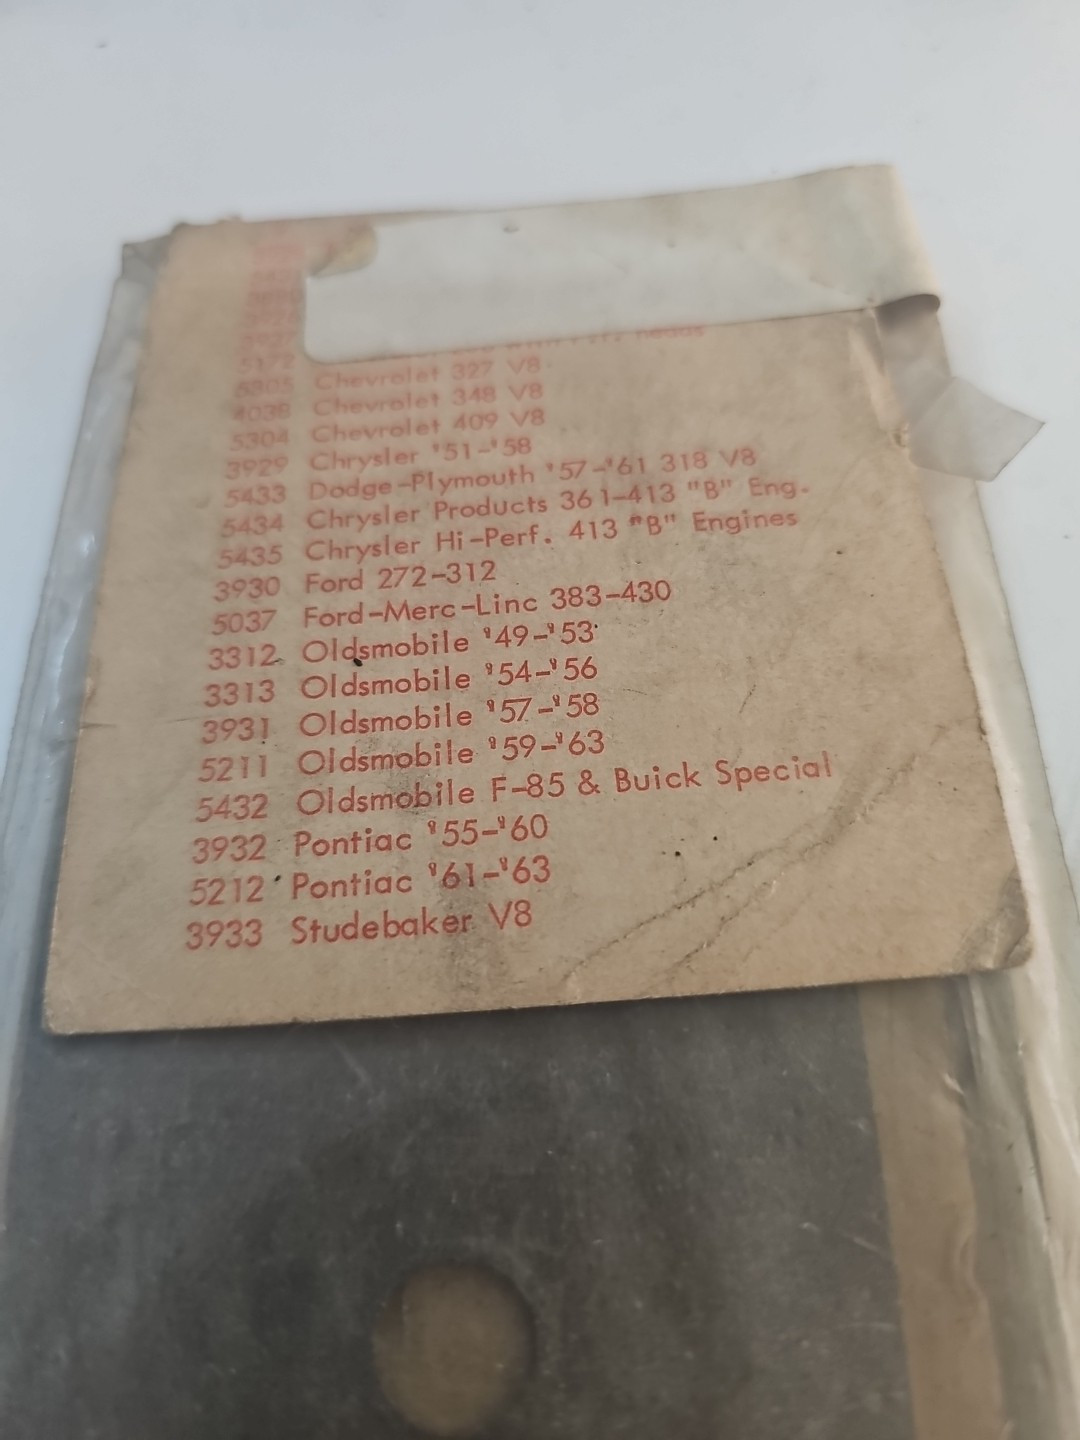 5172 heads
5305 Chevrolet 327 V8
4038 Chevrolet 348 V8
5304 Chevrolet 409 V8
3929 Chrysler '51-'58
5433 Dodge-Plymouth '57-'61 318 V8
5434 Chrysler Products 361-413 "B" Eng.
5435 Chrysler Hi-Perf. 413 "B" Engines
3930 Ford 272-312
5037 Ford-Merc-Linc 383-430
3312 Oldsmobile '49-'53
3313 Oldsmobile '54-'56
3931 Oldsmobile '57-'58
5211 Oldsmobile '59-'63
5432 Oldsmobile F-85 & Buick Special
3932 Pontiac '55-'60
5212 Pontiac '61-'63
3933 Studebaker V8